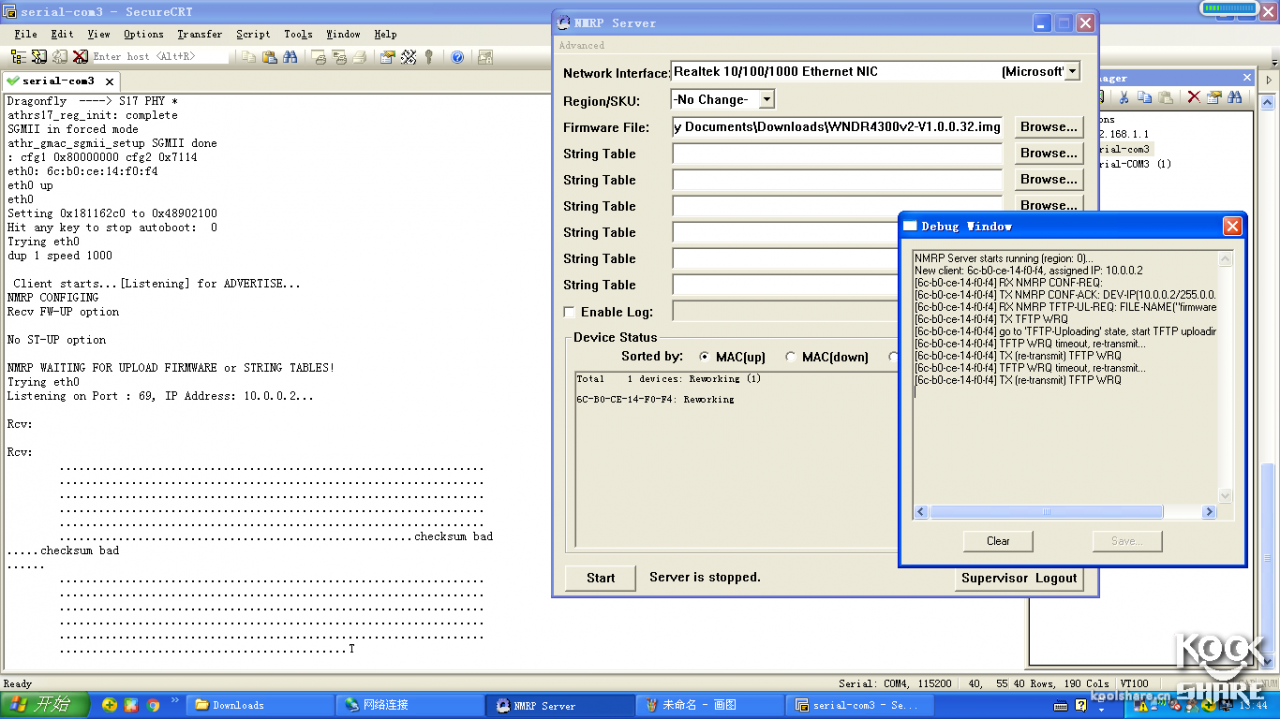 serial-com3 - SecureCRT
File Edit View Options Transfer Script Tools Window Help
Enter host <Alt+R>
serial-com3
Dragonfly ----> S17 PHY *
athrs17_reg_init: complete
SGMII in forced mode
athr_gmac_sgmii_setup SGMII done
: cfg1 0x80000000 cfg2 0x7114
eth0: 6c:b0:ce:14:f0:f4
eth0 up
eth0
Setting 0x181162c0 to 0x48902100
Hit any key to stop autoboot: 0
Trying eth0
dup 1 speed 1000
Client starts...[Listening] for ADVERTISE...
NMRP CONFIGING
Recv FW-UP option
No ST-UP option
NMRP WAITING FOR UPLOAD FIRMWARE or STRING TABLES!
Trying eth0
Listening on Port : 69, IP Address: 10.0.0.2...
Rcv:
Rcv:
..................................................................
..................................................................
..................................................................
..................................................................
..................................................................
.......................................................checksum bad
.....checksum bad
......
..................................................................
..................................................................
..................................................................
..................................................................
..................................................................
.............................................T
NMRP Server
Advanced
Network Interface: Realtek 10/100/1000 Ethernet NIC (Microsoft'
Region/SKU: -No Change-
Firmware File: y Documents\Downloads\WNDR4300v2-V1.0.0.32.img Browse...
String Table Browse...
String Table Browse...
String Table Browse...
String Table
String Table
String Table
Enable Log:
Device Status
Sorted by: MAC(up) MAC(down)
Total 1 devices: Reworking (1)
6C-B0-CE-14-F0-F4: Reworking
Start Server is stopped. Supervisor Logout
Debug Window
NMRP Server starts running (region: 0)...
New client: 6c-b0-ce-14-f0-f4, assigned IP: 10.0.0.2
[6c-b0-ce-14-f0-f4] RX NMRP CONF-REQ:
[6c-b0-ce-14-f0-f4] TX NMRP CONF-ACK: DEV-IP(10.0.0.2/255.0.0.
[6c-b0-ce-14-f0-f4] RX NMRP TFTP-UL-REQ: FILE-NAME("firmware
[6c-b0-ce-14-f0-f4] TX TFTP WRQ
[6c-b0-ce-14-f0-f4] go to 'TFTP-Uploading' state, start TFTP uploadin
[6c-b0-ce-14-f0-f4] TFTP WRQ timeout, re-transmit...
[6c-b0-ce-14-f0-f4] TX (re-transmit) TFTP WRQ
[6c-b0-ce-14-f0-f4] TFTP WRQ timeout, re-transmit...
[6c-b0-ce-14-f0-f4] TX (re-transmit) TFTP WRQ
Clear Save...
nager
ons
2.168.1.1
rial-com3
rial-COM3 (1)
Ready Serial: COM4, 115200 40, 55 40 Rows, 190 Cols VT100
KOOK SHARE
koolshare.cn
开始 Downloads 网络连接 NMRP Server 未命名 - 画图 serial-com3 - Se... 13:44